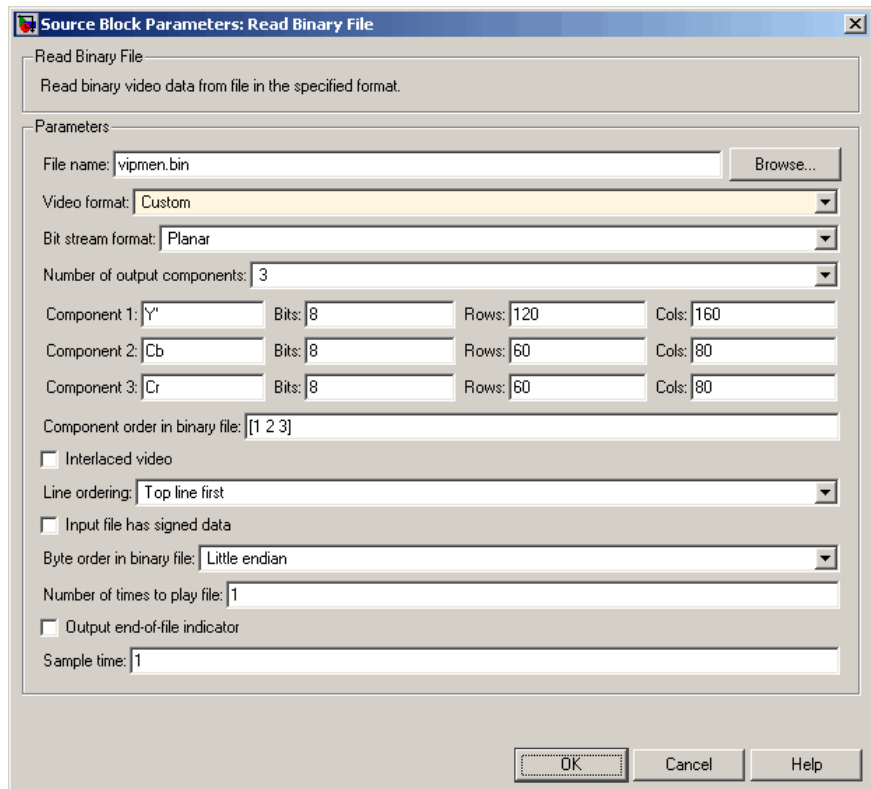 Source Block Parameters: Read Binary File
Read Binary File
Read binary video data from file in the specified format.
Parameters
File name: vipmen.bin Browse...
Video format: Custom
Bit stream format: Planar
Number of output components: 3
Component 1: Y' Bits: 8 Rows: 120 Cols: 160
Component 2: Cb Bits: 8 Rows: 60 Cols: 80
Component 3: Cr Bits: 8 Rows: 60 Cols: 80
Component order in binary file: [1 2 3]
Interlaced video
Line ordering: Top line first
Input file has signed data
Byte order in binary file: Little endian
Number of times to play file: 1
Output end-of-file indicator
Sample time: 1
OK Cancel Help